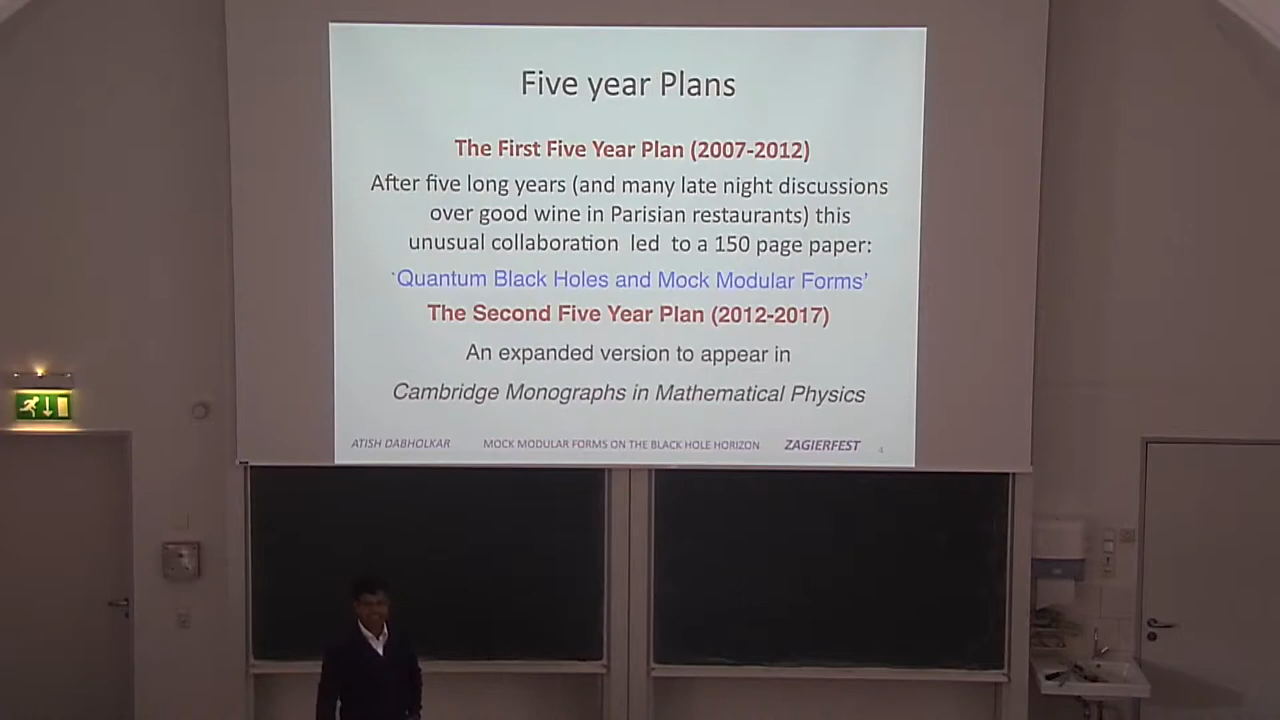 Five year Plans
The First Five Year Plan (2007-2012)
After five long years (and many late night discussions
over good wine in Parisian restaurants) this
unusual collaboration led to a 150 page paper:
‘Quantum Black Holes and Mock Modular Forms’
The Second Five Year Plan (2012-2017)
An expanded version to appear in
Cambridge Monographs in Mathematical Physics
ATISH DABHOLKAR MOCK MODULAR FORMS ON THE BLACK HOLE HORIZON ZAGIERFEST 4